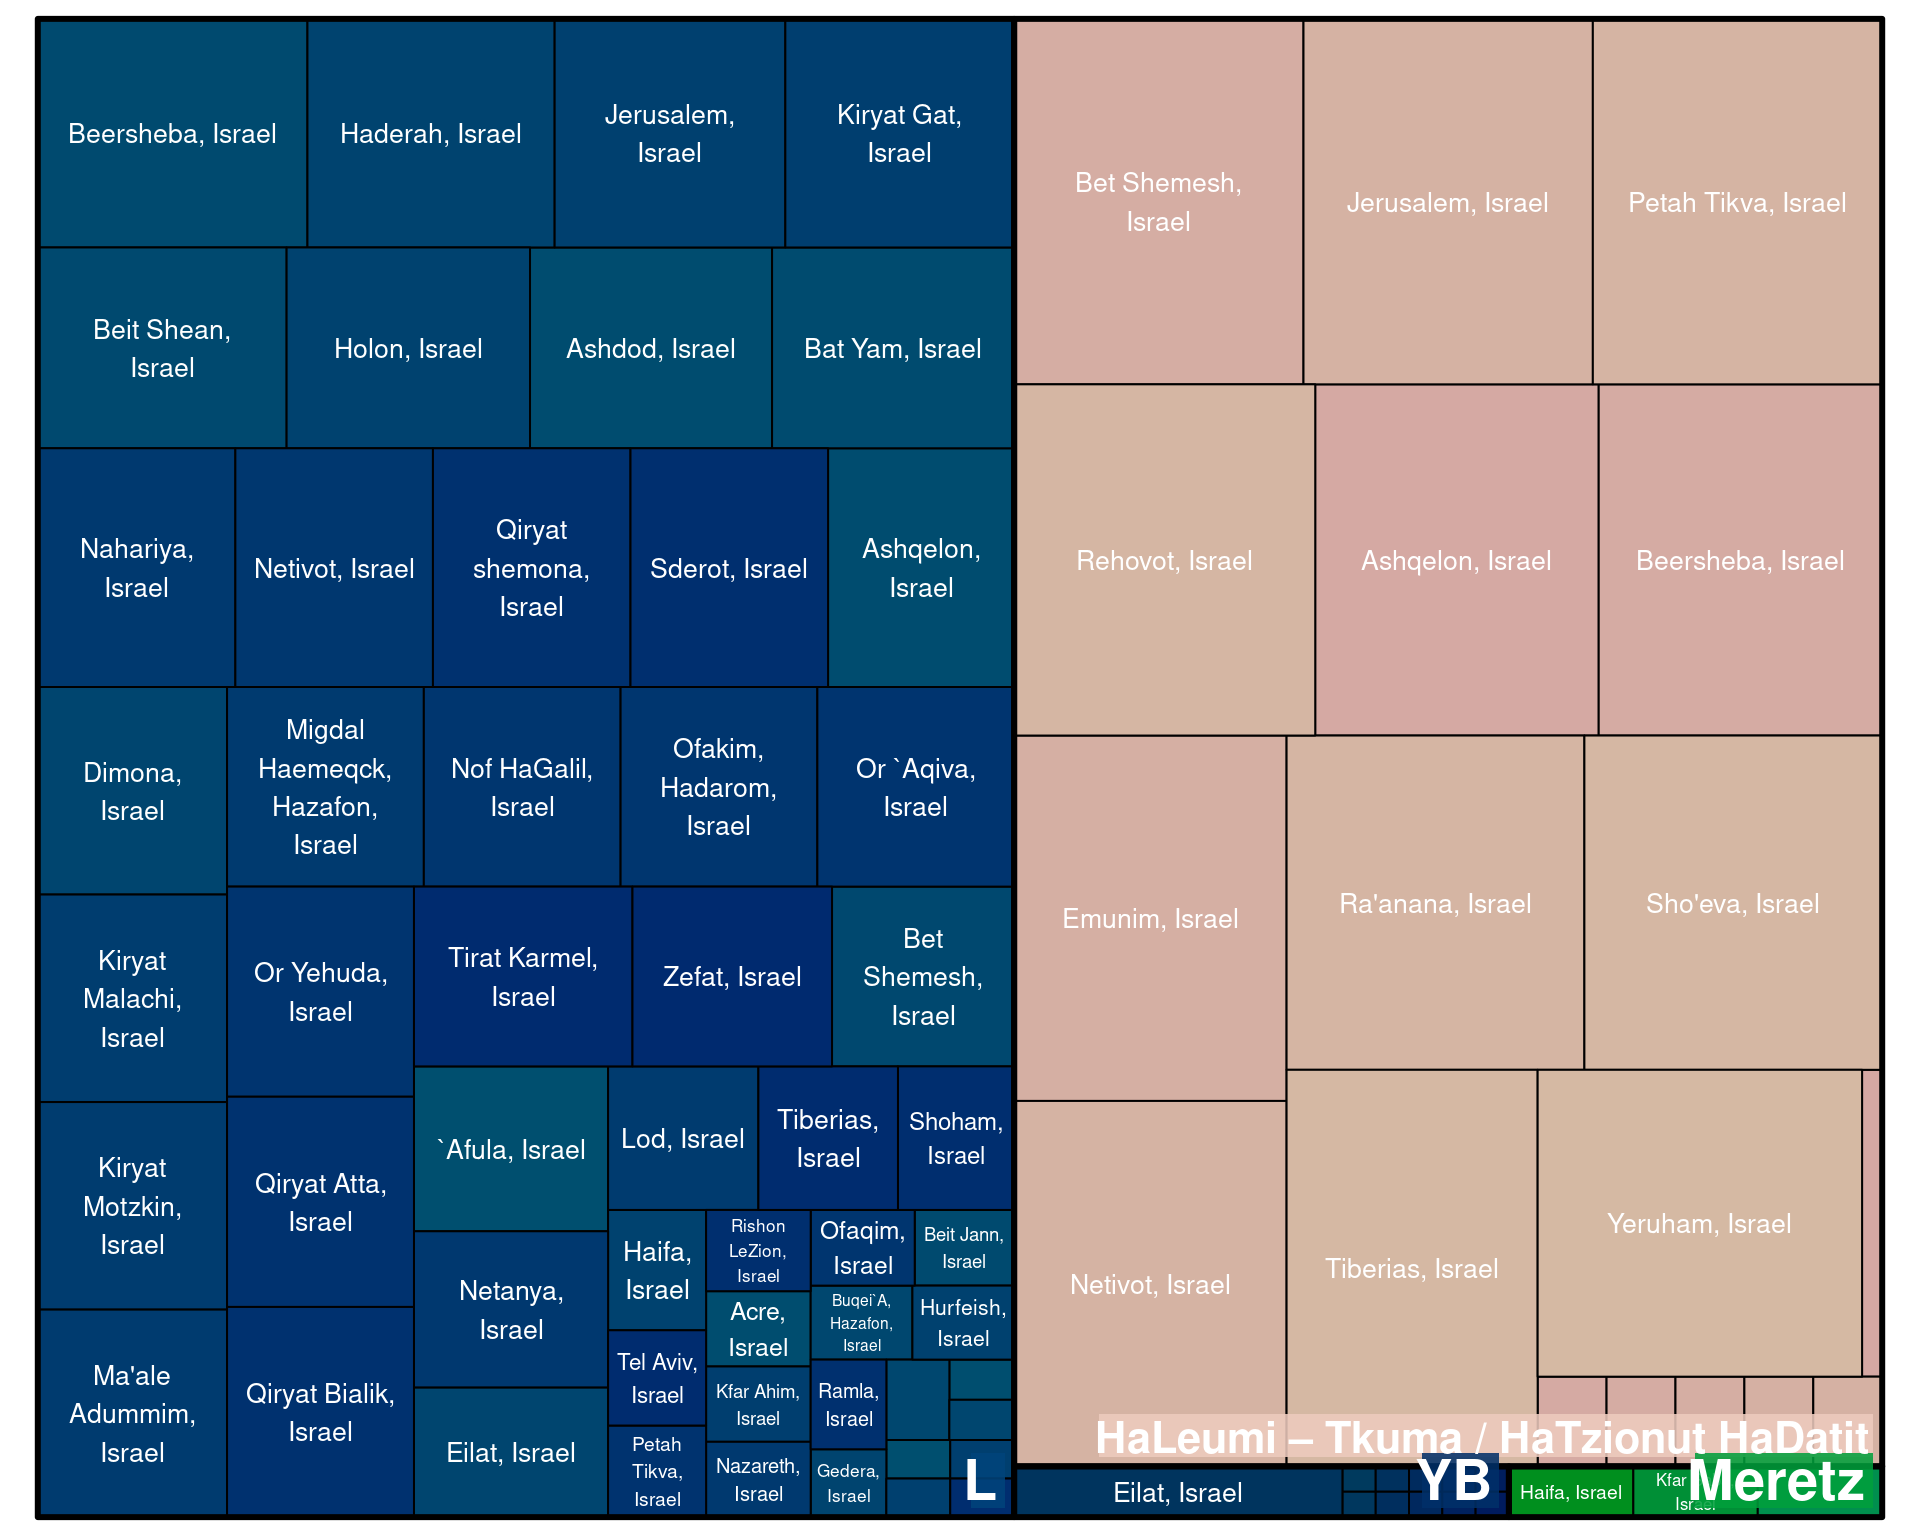 Beersheba, Israel
Haderah, Israel
Jerusalem,
Israel
Kiryat Gat,
Israel
Beit Shean,
Israel
Holon, Israel
Ashdod, Israel
Bat Yam, Israel
Nahariya,
Israel
Netivot, Israel
Qiryat
shemona,
Israel
Sderot, Israel
Ashqelon,
Israel
Dimona,
Israel
Migdal
Haemeqck,
Hazafon,
Israel
Nof HaGalil,
Israel
Ofakim,
Hadarom,
Israel
Or `Aqiva,
Israel
Kiryat
Malachi,
Israel
Or Yehuda,
Israel
Tirat Karmel,
Israel
Zefat, Israel
Bet
Shemesh,
Israel
Kiryat
Motzkin,
Israel
Qiryat Atta,
Israel
`Afula, Israel
Lod, Israel
Tiberias,
Israel
Shoham,
Israel
Ma'ale
Adummim,
Israel
Qiryat Bialik,
Israel
Netanya,
Israel
Eilat, Israel
Haifa,
Israel
Rishon
LeZion,
Israel
Ofaqim,
Israel
Beit Jann,
Israel
Acre,
Israel
Buqei`A,
Hazafon,
Israel
Hurfeish,
Israel
Tel Aviv,
Israel
Kfar Ahim,
Israel
Ramla,
Israel
Petah
Tikva,
Israel
Nazareth,
Israel
Gedera,
Israel
L
Bet Shemesh,
Israel
Jerusalem, Israel
Petah Tikva, Israel
Rehovot, Israel
Ashqelon, Israel
Beersheba, Israel
Emunim, Israel
Ra'anana, Israel
Sho'eva, Israel
Netivot, Israel
Tiberias, Israel
Yeruham, Israel
HaLeumi – Tkuma / HaTzionut HaDatit
Eilat, Israel
YB
Haifa, Israel
Kfar
Israel
Meretz